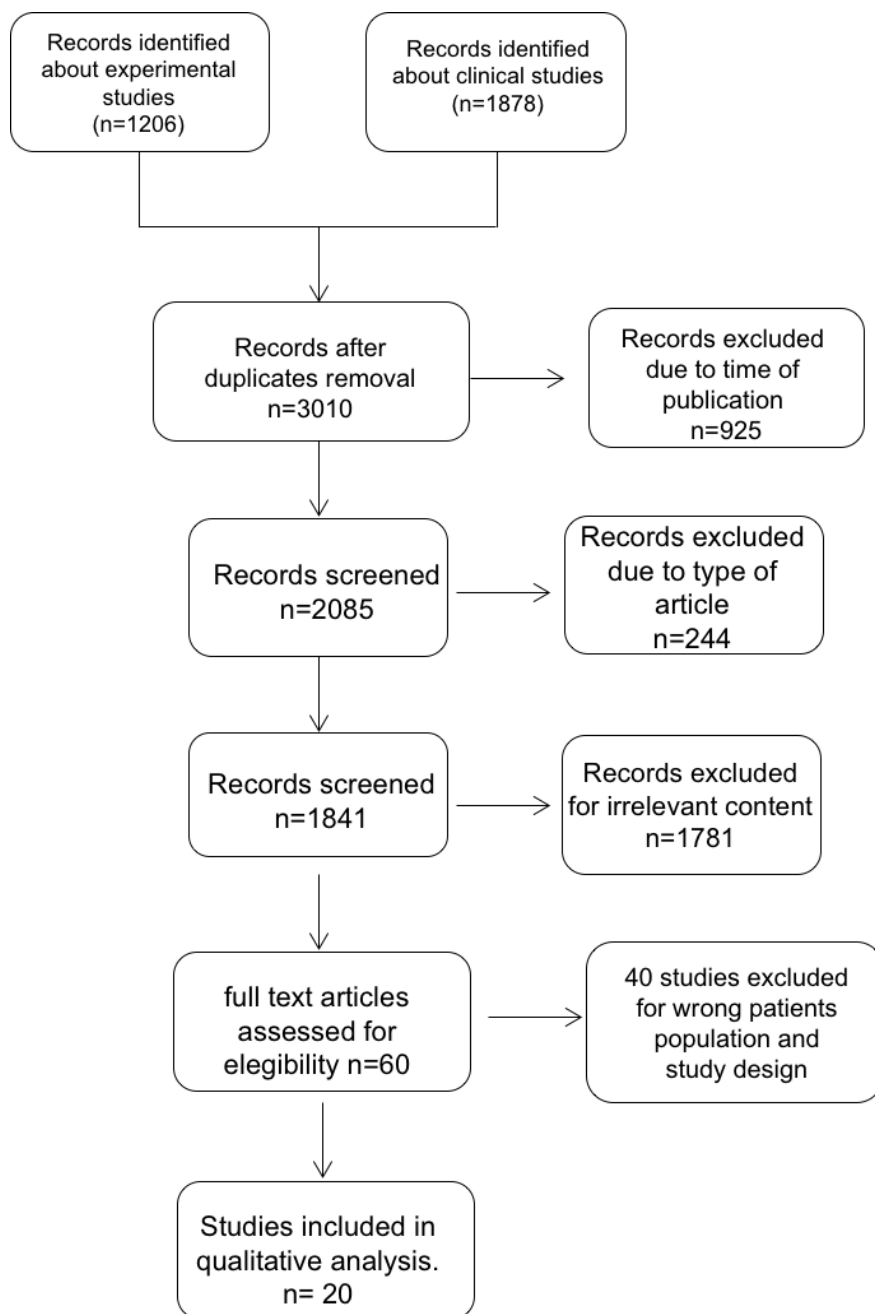 Records identified
about experimental
studies
(n=1206)
Records identified
about clinical studies
(n=1878)
Records after
duplicates removal
n=3010
Records excluded
due to time of
publication
n=925
Records screened
n=2085
Records excluded
due to type of
article
n=244
Records screened
n=1841
Records excluded
for irrelevant content
n=1781
full text articles
assessed for
elegibility n=60
40 studies excluded
for wrong patients
population and
study design
Studies included in
qualitative analysis.
n= 20